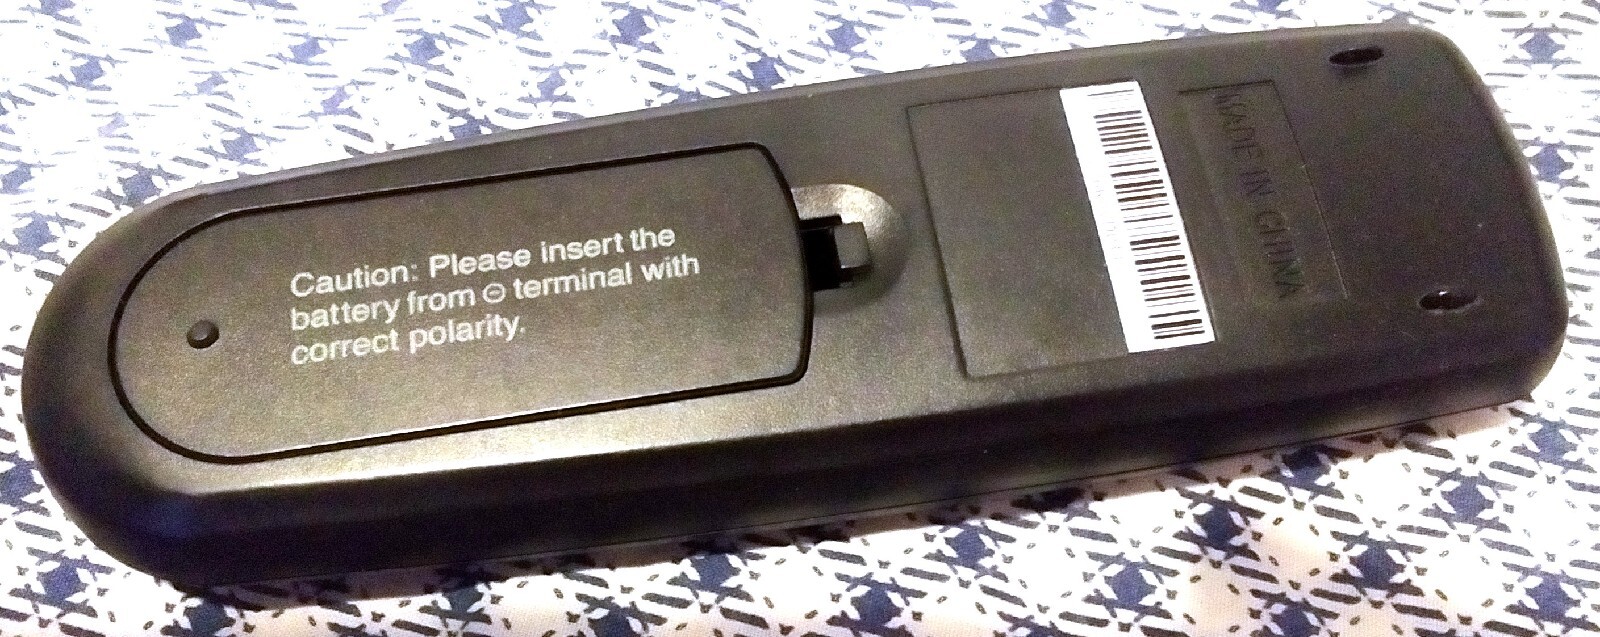 Caution: Please insert the
battery from ⊖ terminal with
correct polarity.
MADE IN CHINA